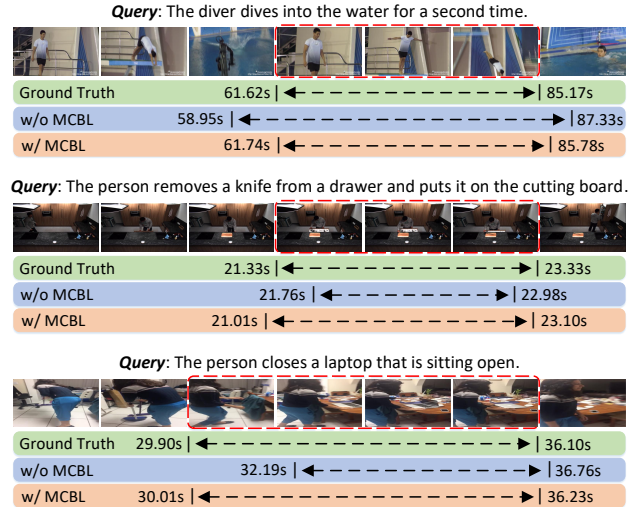 Query: The diver dives into the water for a second time.
Ground Truth 61.62s 85.17s
w/o MCBL 58.95s 87.33s
w/ MCBL 61.74s 85.78s
Query: The person removes a knife from a drawer and puts it on the cutting board.
Ground Truth 21.33s 23.33s
w/o MCBL 21.76s 22.98s
w/ MCBL 21.01s 23.10s
Query: The person closes a laptop that is sitting open.
Ground Truth 29.90s 36.10s
w/o MCBL 32.19s 36.76s
w/ MCBL 30.01s 36.23s